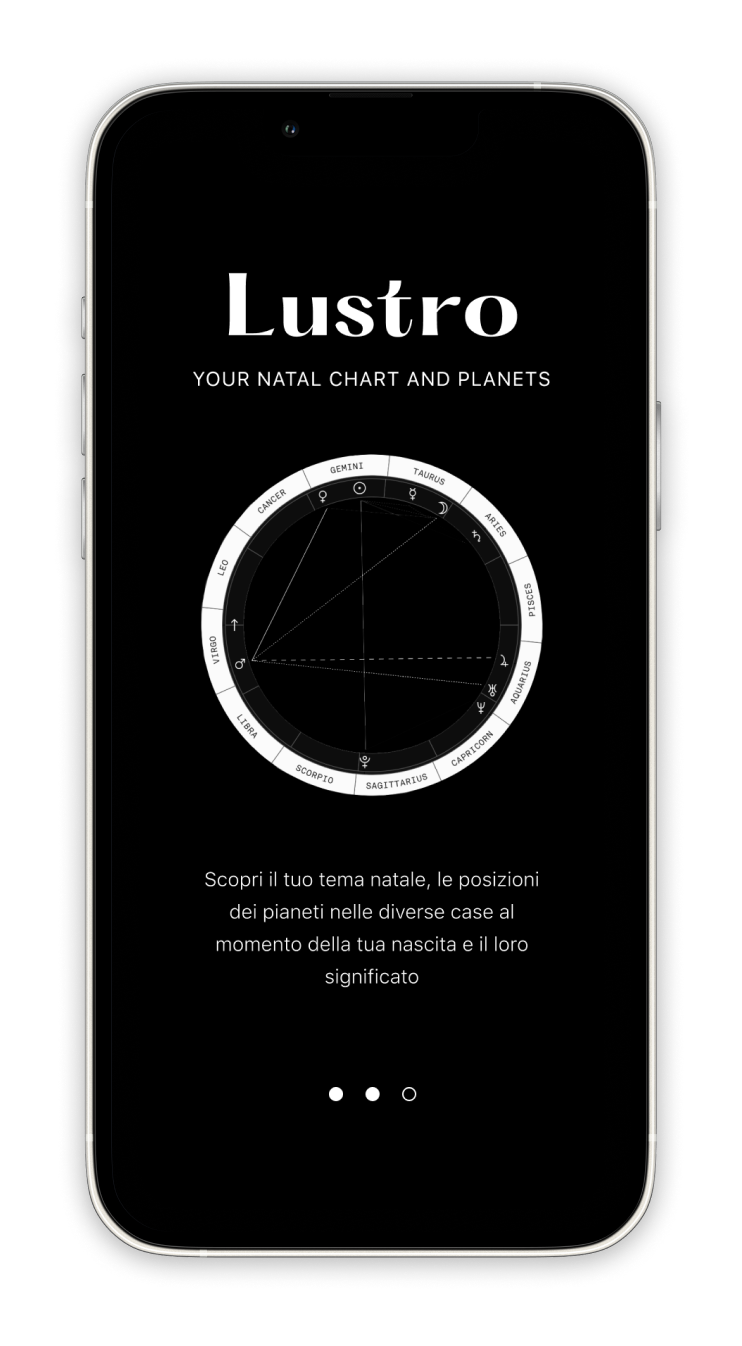 Lustro
YOUR NATAL CHART AND PLANETS
GEMINI
TAURUS
CANCER
ARIES
LEO
PISCES
VIRGO
AQUARIUS
LIBRA
CAPRICORN
SCORPIO
SAGITTARIUS
Scopri il tuo tema natale, le posizioni
dei pianeti nelle diverse case al
momento della tua nascita e il loro
significato